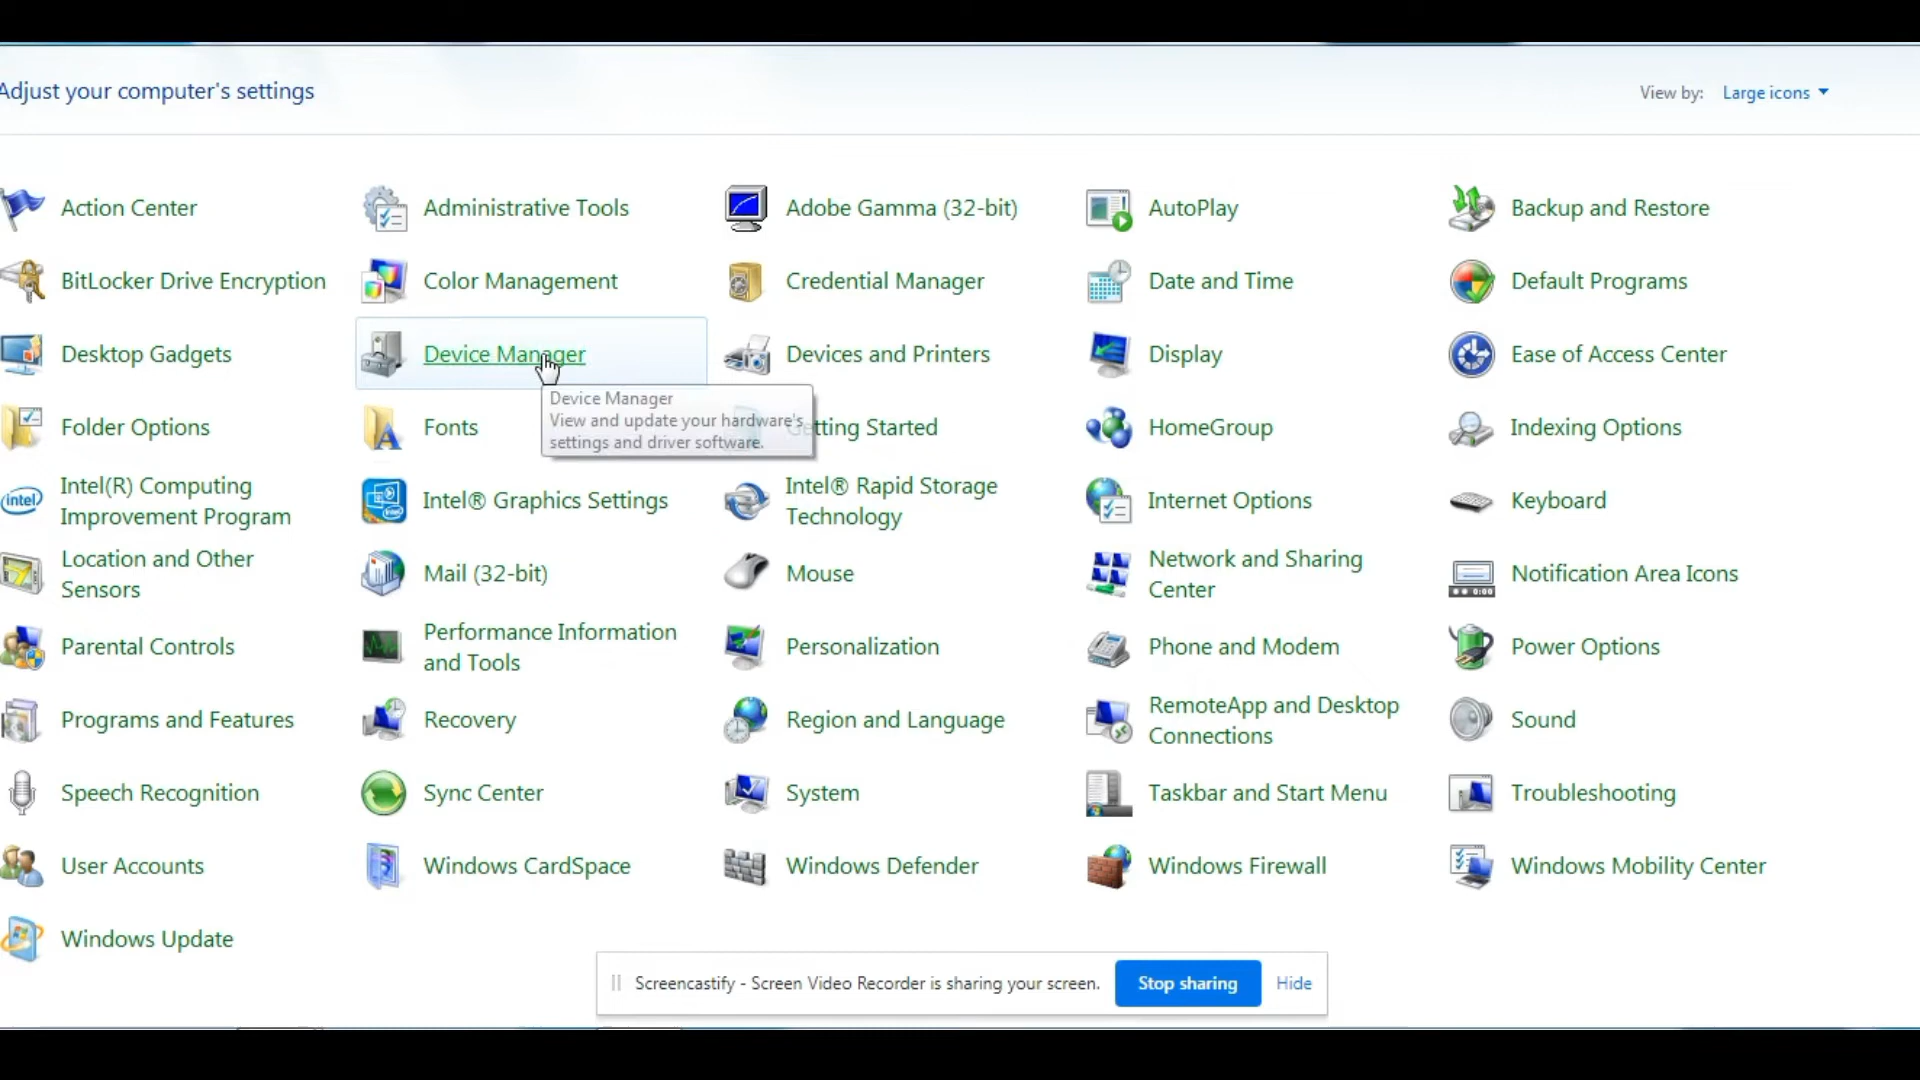 Adjust your computer's settings
View by: Large icons
Action Center
Administrative Tools
Adobe Gamma (32-bit)
AutoPlay
Backup and Restore
BitLocker Drive Encryption
Color Management
Credential Manager
Date and Time
Default Programs
Desktop Gadgets
Device Manager
Devices and Printers
Display
Ease of Access Center
Device Manager
View and update your hardware's
settings and driver software.
Folder Options
Fonts
Getting Started
HomeGroup
Indexing Options
Intel(R) Computing
Improvement Program
Intel® Graphics Settings
Intel® Rapid Storage
Technology
Internet Options
Keyboard
intel
Location and Other
Sensors
Mail (32-bit)
Mouse
Network and Sharing
Center
Notification Area Icons
Parental Controls
Performance Information
and Tools
Personalization
Phone and Modem
Power Options
Programs and Features
Recovery
Region and Language
RemoteApp and Desktop
Connections
Sound
Speech Recognition
Sync Center
System
Taskbar and Start Menu
Troubleshooting
User Accounts
Windows CardSpace
Windows Defender
Windows Firewall
Windows Mobility Center
Windows Update
Screencastify - Screen Video Recorder is sharing your screen.
Stop sharing
Hide